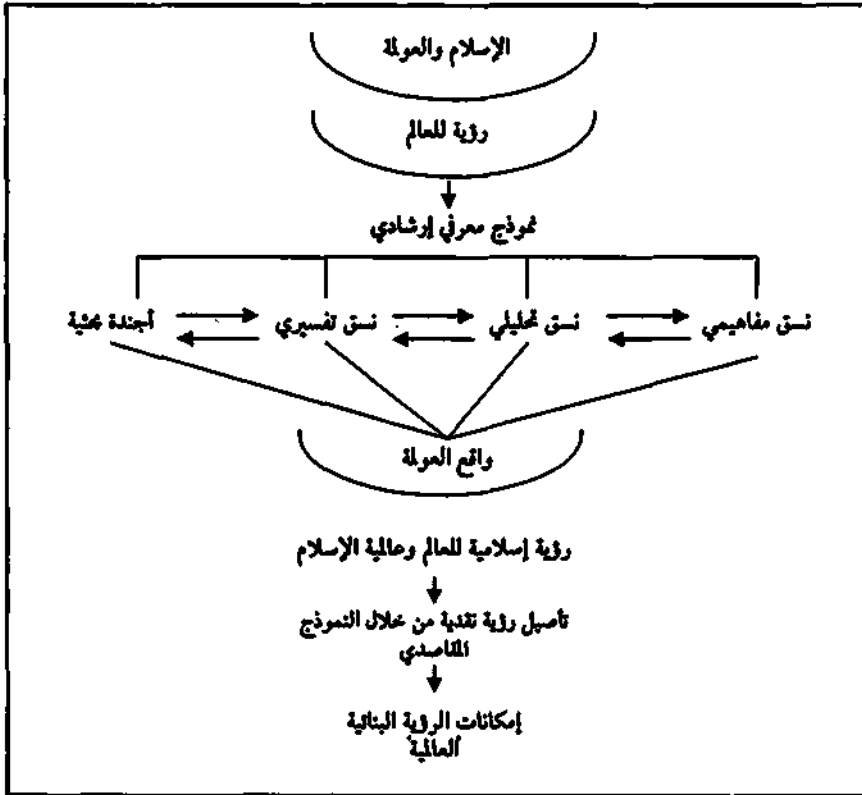 الإسلام والعولمة
رؤية للعالم
نموذج معرفي إرشادي
نسق مفاهيمي
نسق تحليلي
نسق تفسيري
أجندة بحثية
واقع العولمة
رؤية إسلامية للعالم وعالمية الإسلام
تأصيل رؤية نقدية من خلال النموذج
المقاصدي
إمكانات الرؤية البنائية
العالمية